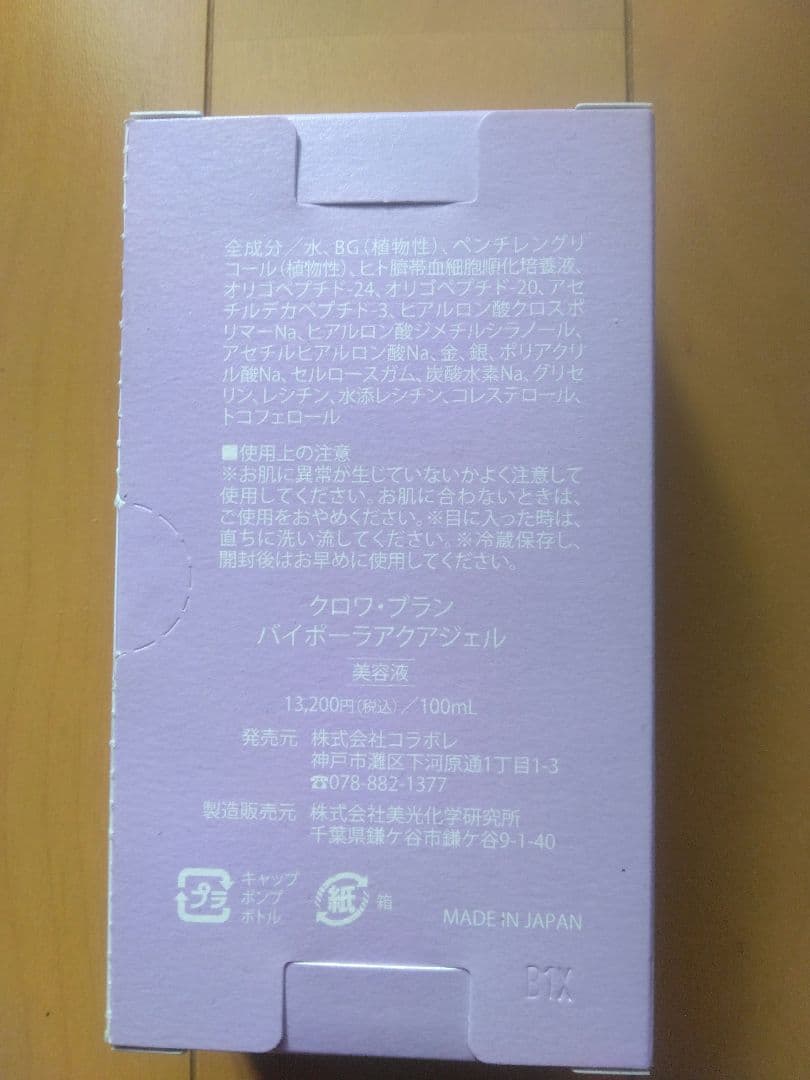 全成分／水、BG（植物性）、ペンチレングリ
コール（植物性）、ヒト臍帯血細胞順化培養液、
オリゴペプチド-24、オリゴペプチド-20、アセ
チルデカペプチド-3、ヒアルロン酸クロスポ
リマーNa、ヒアルロン酸ジメチルシラノール、
アセチルヒアルロン酸Na、金、銀、ポリアクリ
ル酸Na、セルロースガム、炭酸水素Na、グリセ
リン、レシチン、水添レシチン、コレステロール、
トコフェロール
■使用上の注意
※お肌に異常が生じていないかよく注意して
使用してください。お肌に合わないときは、
ご使用をおやめください。※目に入った時は、
直ちに洗い流してください。※冷蔵保存し、
開封後はお早めに使用してください。
クロワ・ブラン
バイポーラアクアジェル
美容液
13,200円（税込）／100mL
発売元 株式会社コラボレ
神戸市灘区下河原通1丁目1-3
☎078-882-1377
製造販売元 株式会社美光化学研究所
千葉県鎌ケ谷市鎌ケ谷9-1-40
プラ キャップ
ポンプ
ボトル
紙 箱
MADE IN JAPAN
B1X